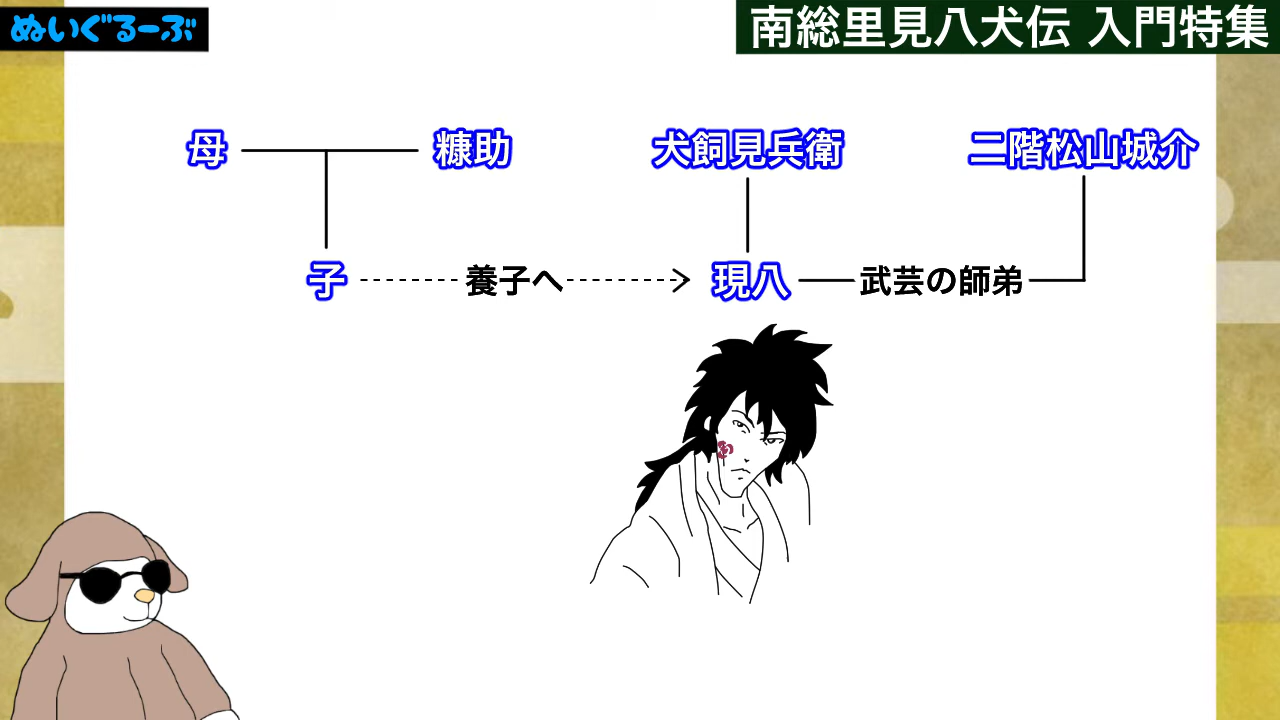 ぬいぐるーぷ
南総里見八犬伝 入門特集
母 糠助 犬飼見兵衛 二階松山城介
子 養子へ 現八 武芸の師弟